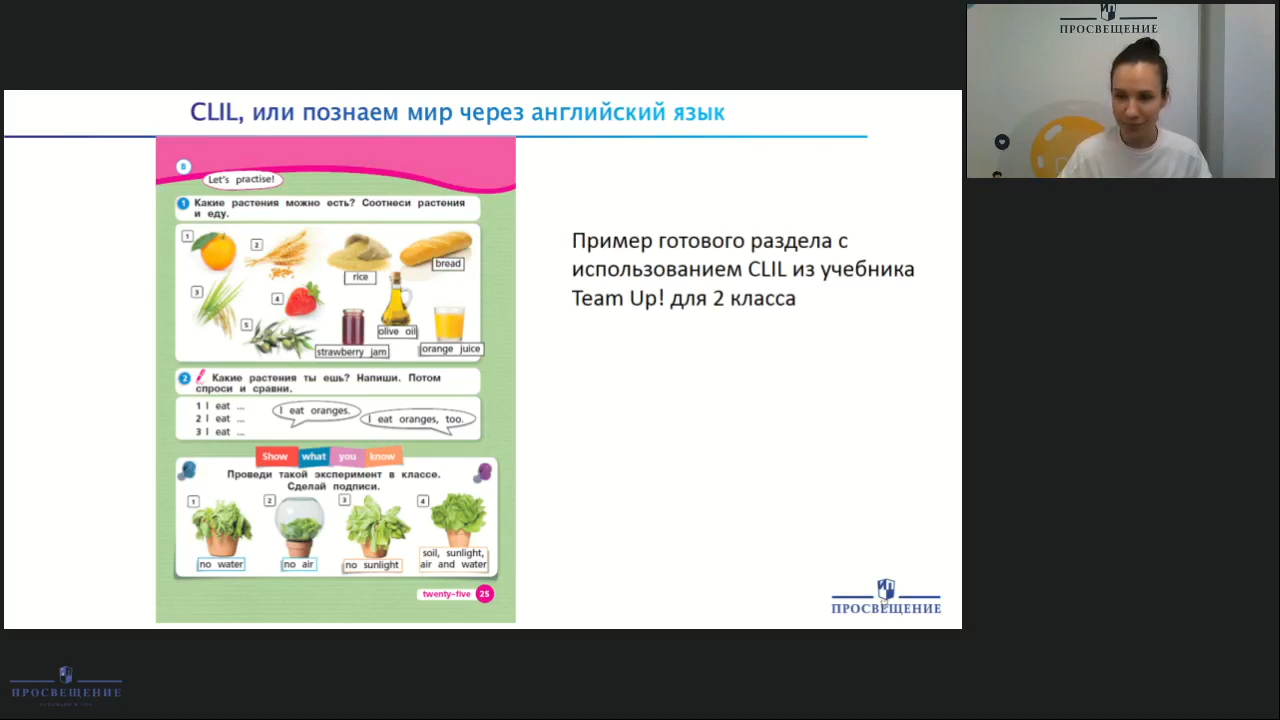 ПРОСВЕЩЕНИЕ
CLIL, или познаем мир через английский язык
8
Let's practise!
1 Какие растения можно есть? Соотнеси растения
и еду.
1
2
rice
bread
3
4
5
strawberry jam
olive oil
orange juice
2 Какие растения ты ешь? Напиши. Потом
спроси и сравни.
1 I eat ...
2 I eat ...
3 I eat ...
I eat oranges.
I eat oranges, too.
Show what you know
Проведи такой эксперимент в классе.
Сделай подписи.
1
2
3
4
no water
no air
no sunlight
soil, sunlight,
air and water
twenty-five 25
Пример готового раздела с
использованием CLIL из учебника
Team Up! для 2 класса
ПРОСВЕЩЕНИЕ
ПРОСВЕЩЕНИЕ